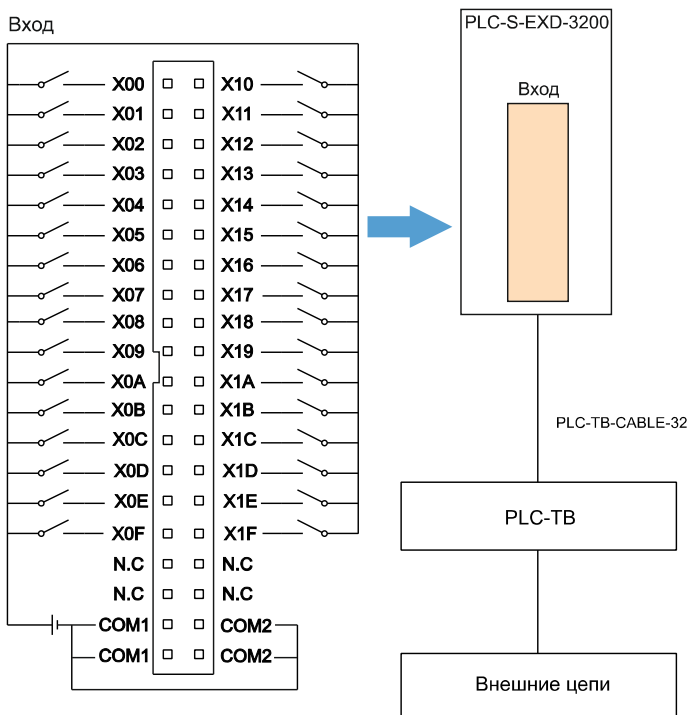 Вход
X00 X10
X01 X11
X02 X12
X03 X13
X04 X14
X05 X15
X06 X16
X07 X17
X08 X18
X09 X19
X0A X1A
X0B X1B
X0C X1C
X0D X1D
X0E X1E
X0F X1F
N.C N.C
N.C N.C
COM1 COM2
COM1 COM2
PLC-S-EXD-3200
Вход
PLC-TB-CABLE-32
PLC-TB
Внешние цепи